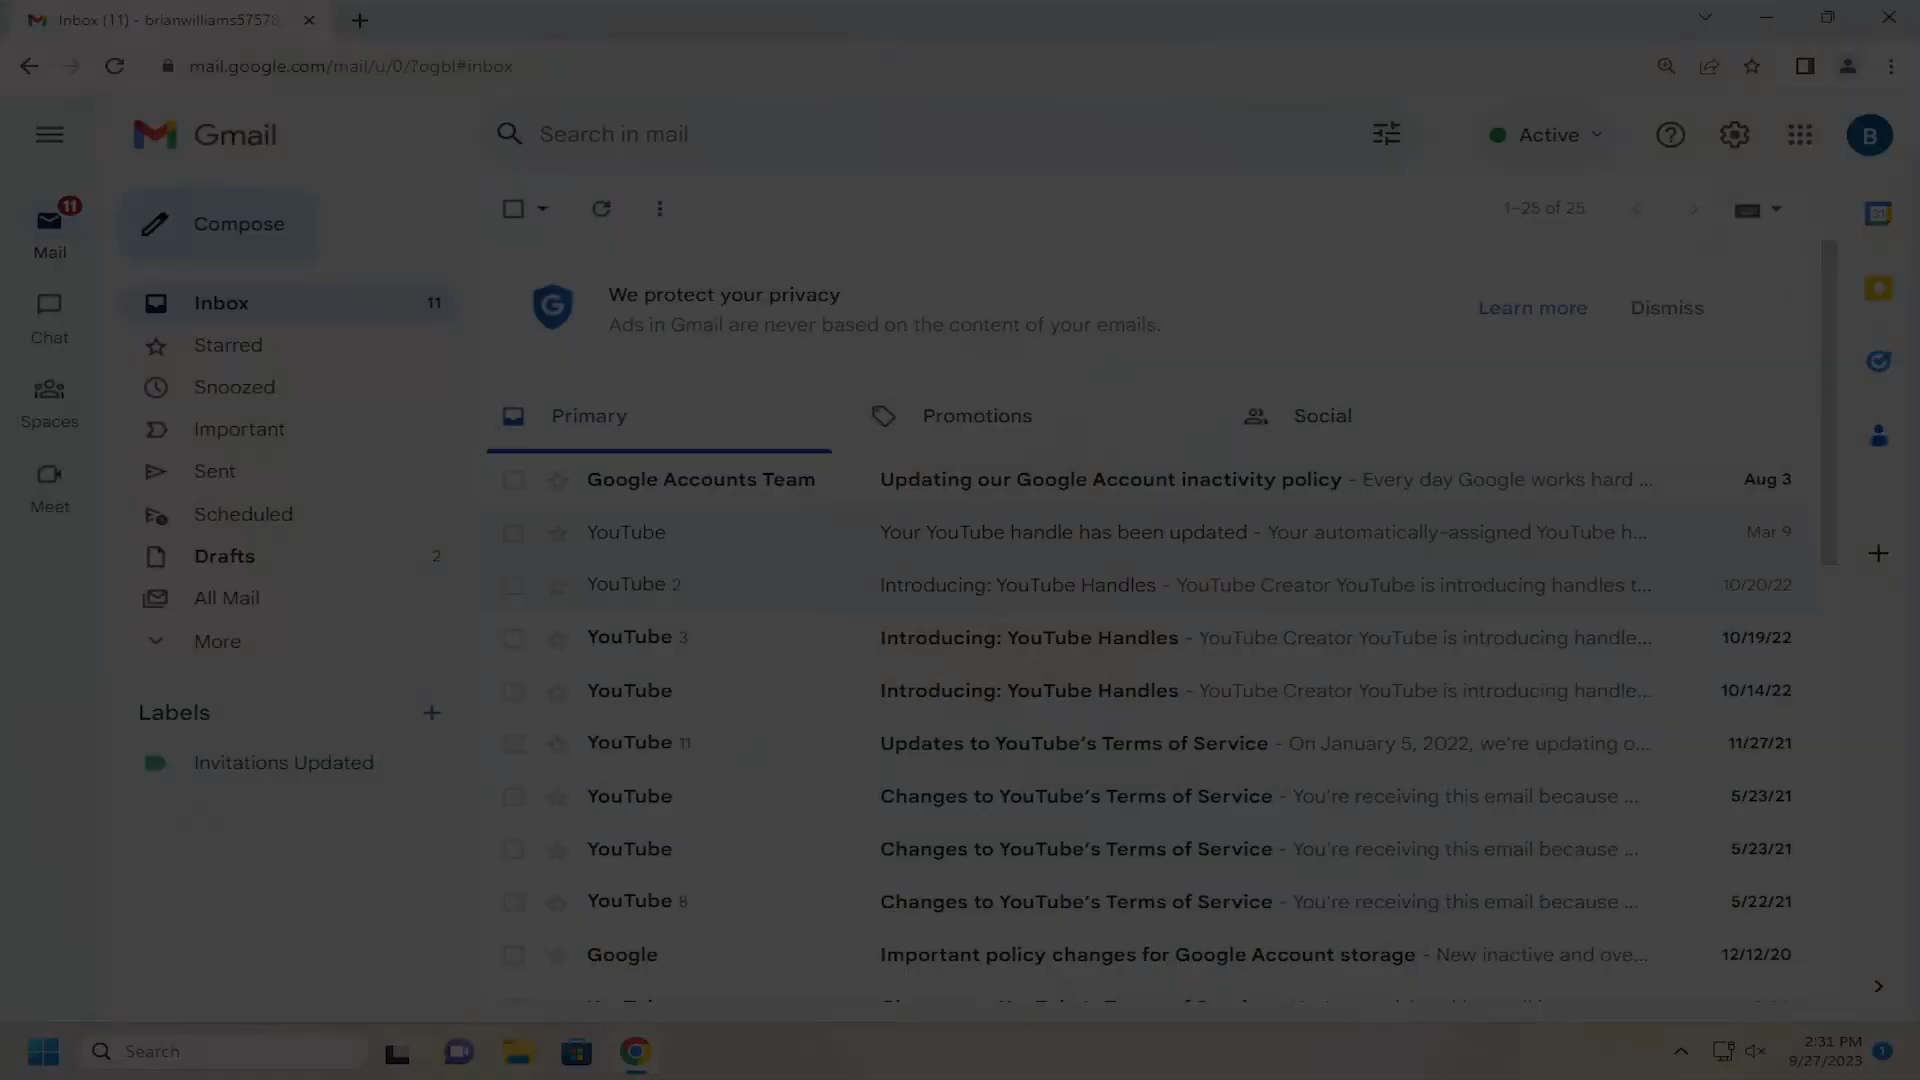 Inbox (11) - brianwilliams57578
mail.google.com/mail/u/0/?ogbl#inbox
Gmail
Search in mail
Active
B
11
Mail
Compose
1–25 of 25
31
Chat
Spaces
Meet
Inbox 11
Starred
Snoozed
Important
Sent
Scheduled
Drafts 2
All Mail
More
Labels
Invitations Updated
G
We protect your privacy
Ads in Gmail are never based on the content of your emails.
Learn more
Dismiss
Primary
Promotions
Social
Google Accounts Team Updating our Google Account inactivity policy - Every day Google works hard ... Aug 3
YouTube Your YouTube handle has been updated - Your automatically-assigned YouTube h... Mar 9
YouTube 2 Introducing: YouTube Handles - YouTube Creator YouTube is introducing handles t... 10/20/22
YouTube 3 Introducing: YouTube Handles - YouTube Creator YouTube is introducing handle... 10/19/22
YouTube Introducing: YouTube Handles - YouTube Creator YouTube is introducing handle... 10/14/22
YouTube 11 Updates to YouTube's Terms of Service - On January 5, 2022, we're updating o... 11/27/21
YouTube Changes to YouTube's Terms of Service - You're receiving this email because ... 5/23/21
YouTube Changes to YouTube's Terms of Service - You're receiving this email because ... 5/23/21
YouTube 8 Changes to YouTube's Terms of Service - You're receiving this email because ... 5/22/21
Google Important policy changes for Google Account storage - New inactive and ove... 12/12/20
Search
2:31 PM
9/27/2023
1